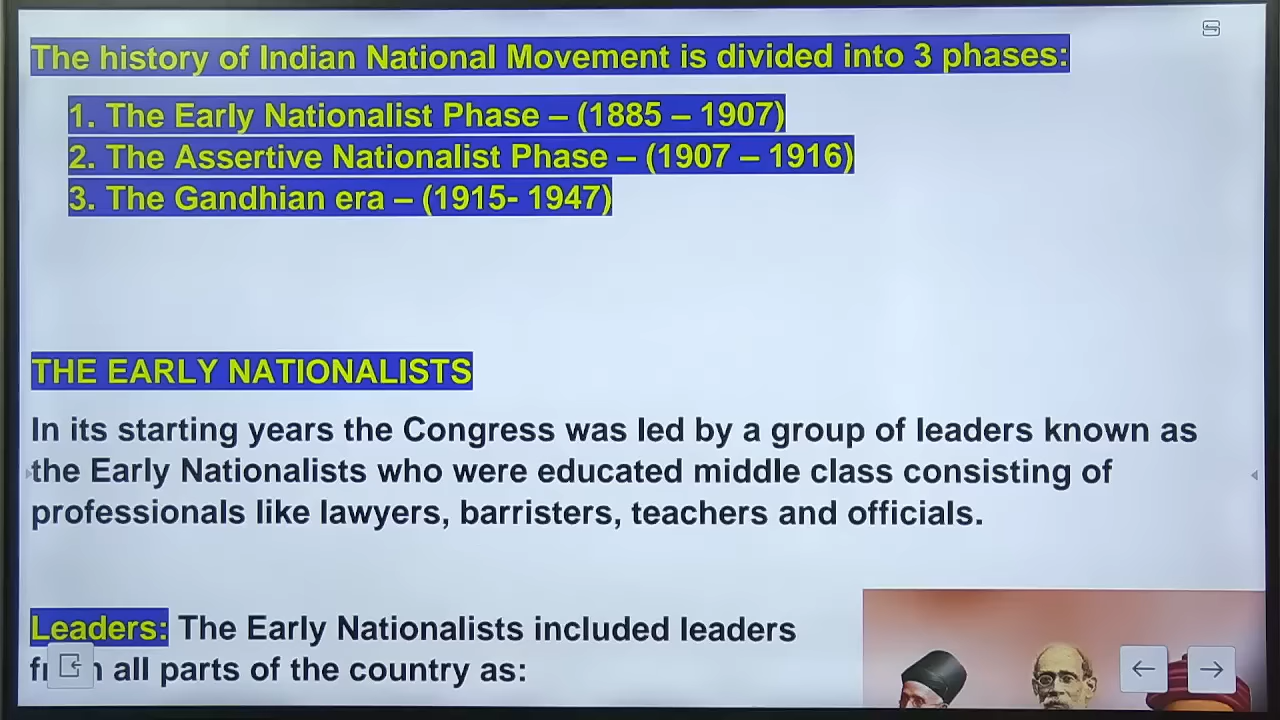 The history of Indian National Movement is divided into 3 phases:
1. The Early Nationalist Phase – (1885 – 1907)
2. The Assertive Nationalist Phase – (1907 – 1916)
3. The Gandhian era – (1915- 1947)
THE EARLY NATIONALISTS
In its starting years the Congress was led by a group of leaders known as
the Early Nationalists who were educated middle class consisting of
professionals like lawyers, barristers, teachers and officials.
Leaders: The Early Nationalists included leaders
all parts of the country as: